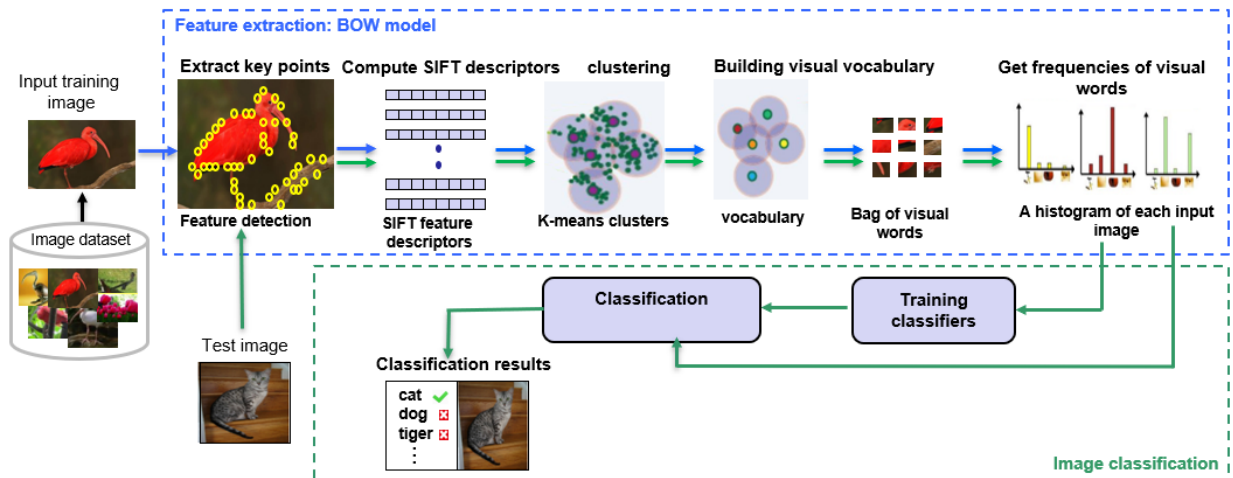 Feature extraction: BOW model
Input training
image
Extract key points
Compute SIFT descriptors
clustering
Building visual vocabulary
Get frequencies of visual
words
Feature detection
SIFT feature
descriptors
K-means clusters
vocabulary
Bag of visual
words
A histogram of each input
image
Image dataset
Test image
Classification
Training
classifiers
Classification results
cat
dog
tiger
Image classification